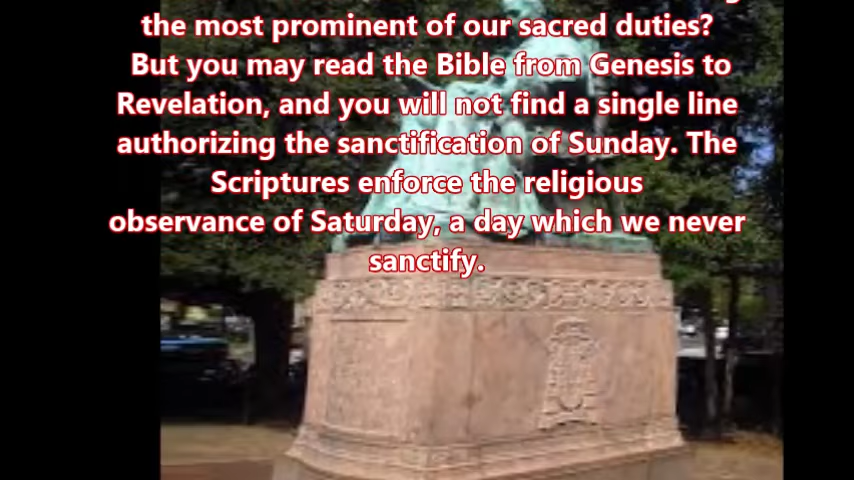 the most prominent of our sacred duties?
But you may read the Bible from Genesis to
Revelation, and you will not find a single line
authorizing the sanctification of Sunday. The
Scriptures enforce the religious
observance of Saturday, a day which we never
sanctify.